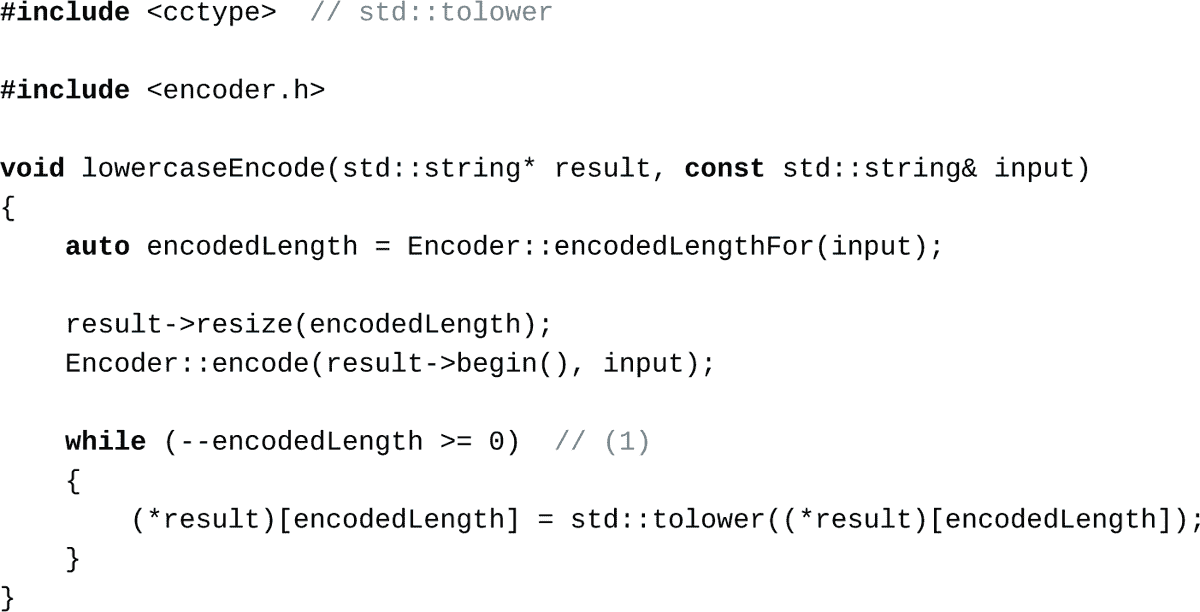 #include <cctype>  // std::tolower

#include <encoder.h>

void lowercaseEncode(std::string* result, const std::string& input)
{
    auto encodedLength = Encoder::encodedLengthFor(input);

    result->resize(encodedLength);
    Encoder::encode(result->begin(), input);

    while (--encodedLength >= 0)  // (1)
    {
        (*result)[encodedLength] = std::tolower((*result)[encodedLength]);
    }
}